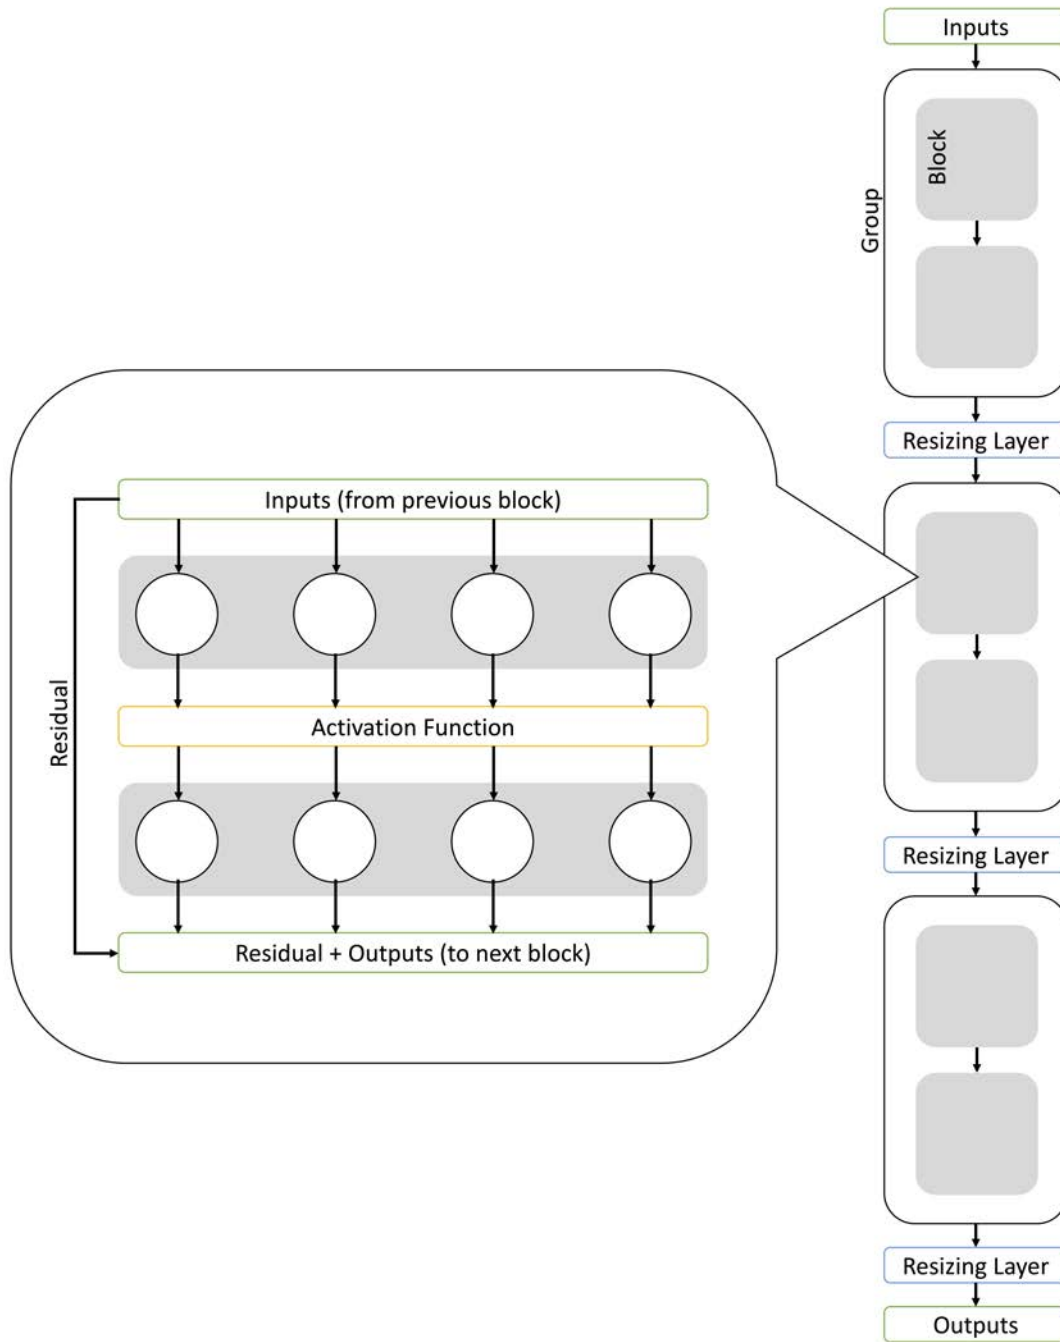 Inputs
Block
Group
Resizing Layer
Inputs (from previous block)
Residual
Activation Function
Resizing Layer
Residual + Outputs (to next block)
Resizing Layer
Outputs